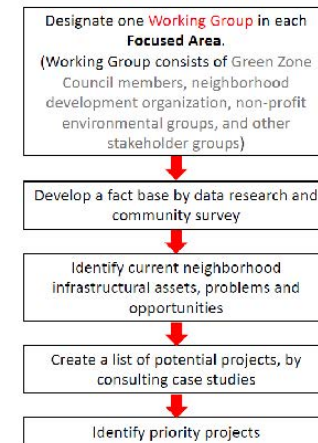 Designate one Working Group in each
Focused Area.
(Working Group consists of Green Zone
Council members, neighborhood
development organization, non-profit
environmental groups, and other
stakeholder groups)
Develop a fact base by data research and
community survey
Identify current neighborhood
infrastructural assets, problems and
opportunities
Create a list of potential projects, by
consulting case studies
Identify priority projects